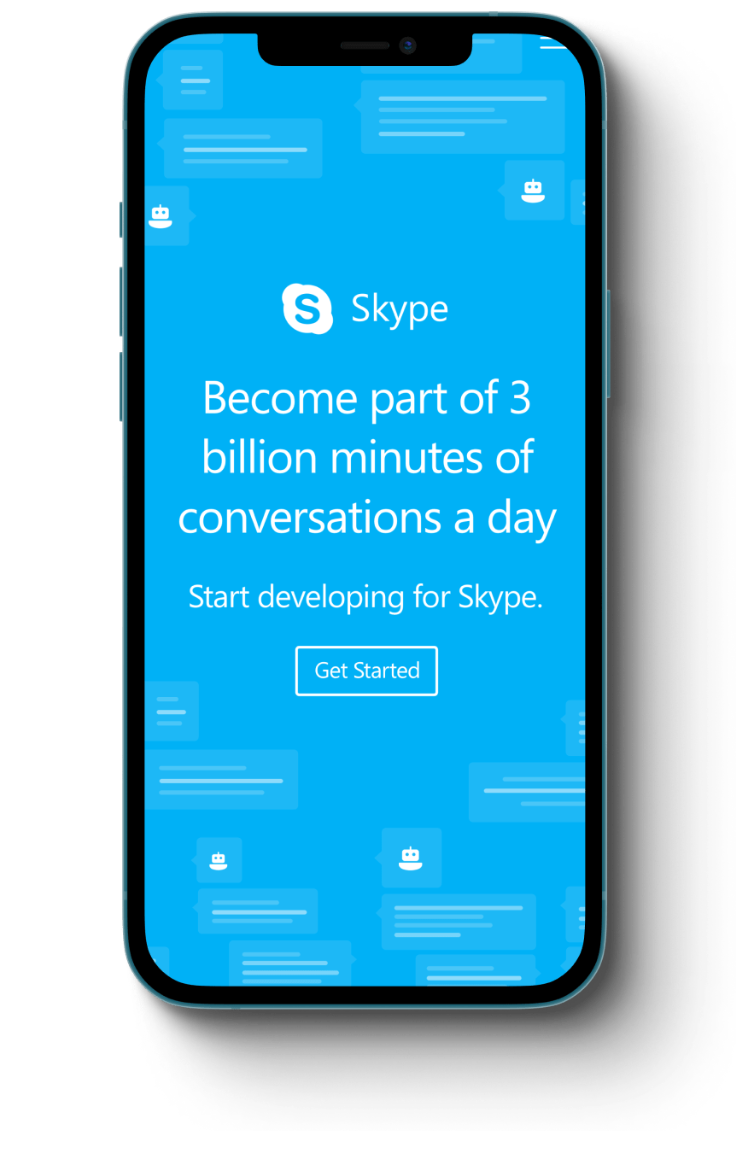 Skype
Become part of 3
billion minutes of
conversations a day
Start developing for Skype.
Get Started